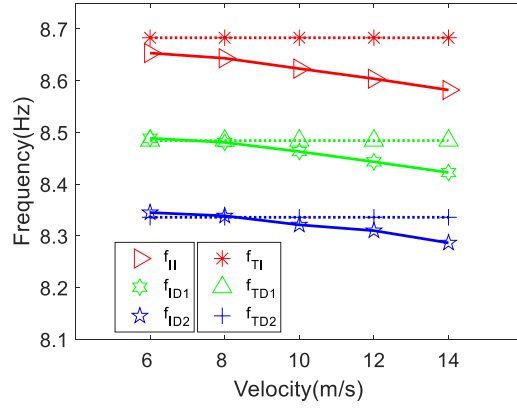 8.7
8.6
8.5
8.4
8.3
8.2
8.1
Frequency(Hz)
f_II f_TI
f_ID1 f_TD1
f_ID2 f_TD2
6 8 10 12 14
Velocity(m/s)